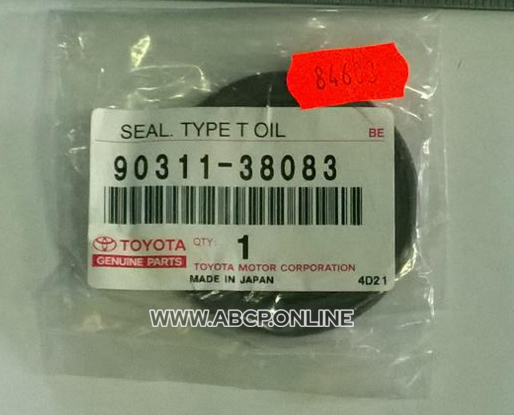 84683
SEAL. TYPE T OIL BE
90311-38083
TOYOTA QTY. 1
GENUINE PARTS TOYOTA MOTOR CORPORATION
MADE IN JAPAN 4D21
WWW.ABCP.ONLINE